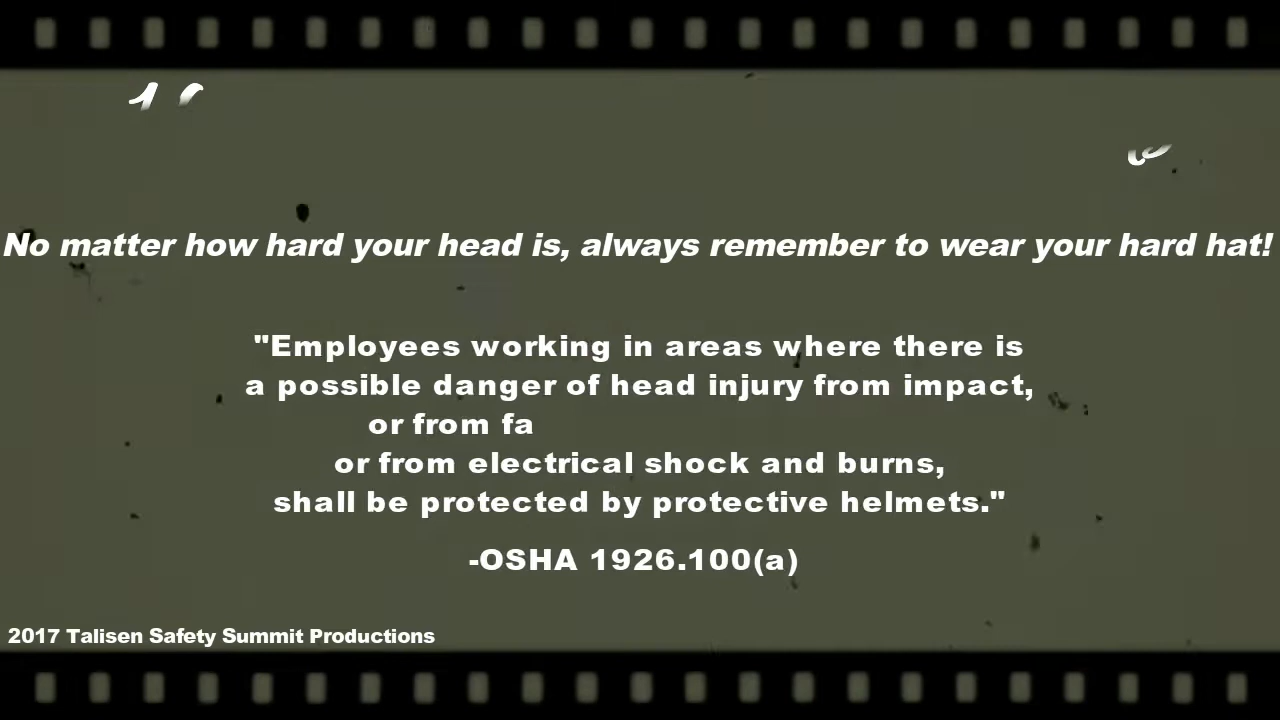 No matter how hard your head is, always remember to wear your hard hat!
"Employees working in areas where there is
a possible danger of head injury from impact,
or from fa
or from electrical shock and burns,
shall be protected by protective helmets."
-OSHA 1926.100(a)
2017 Talisen Safety Summit Productions